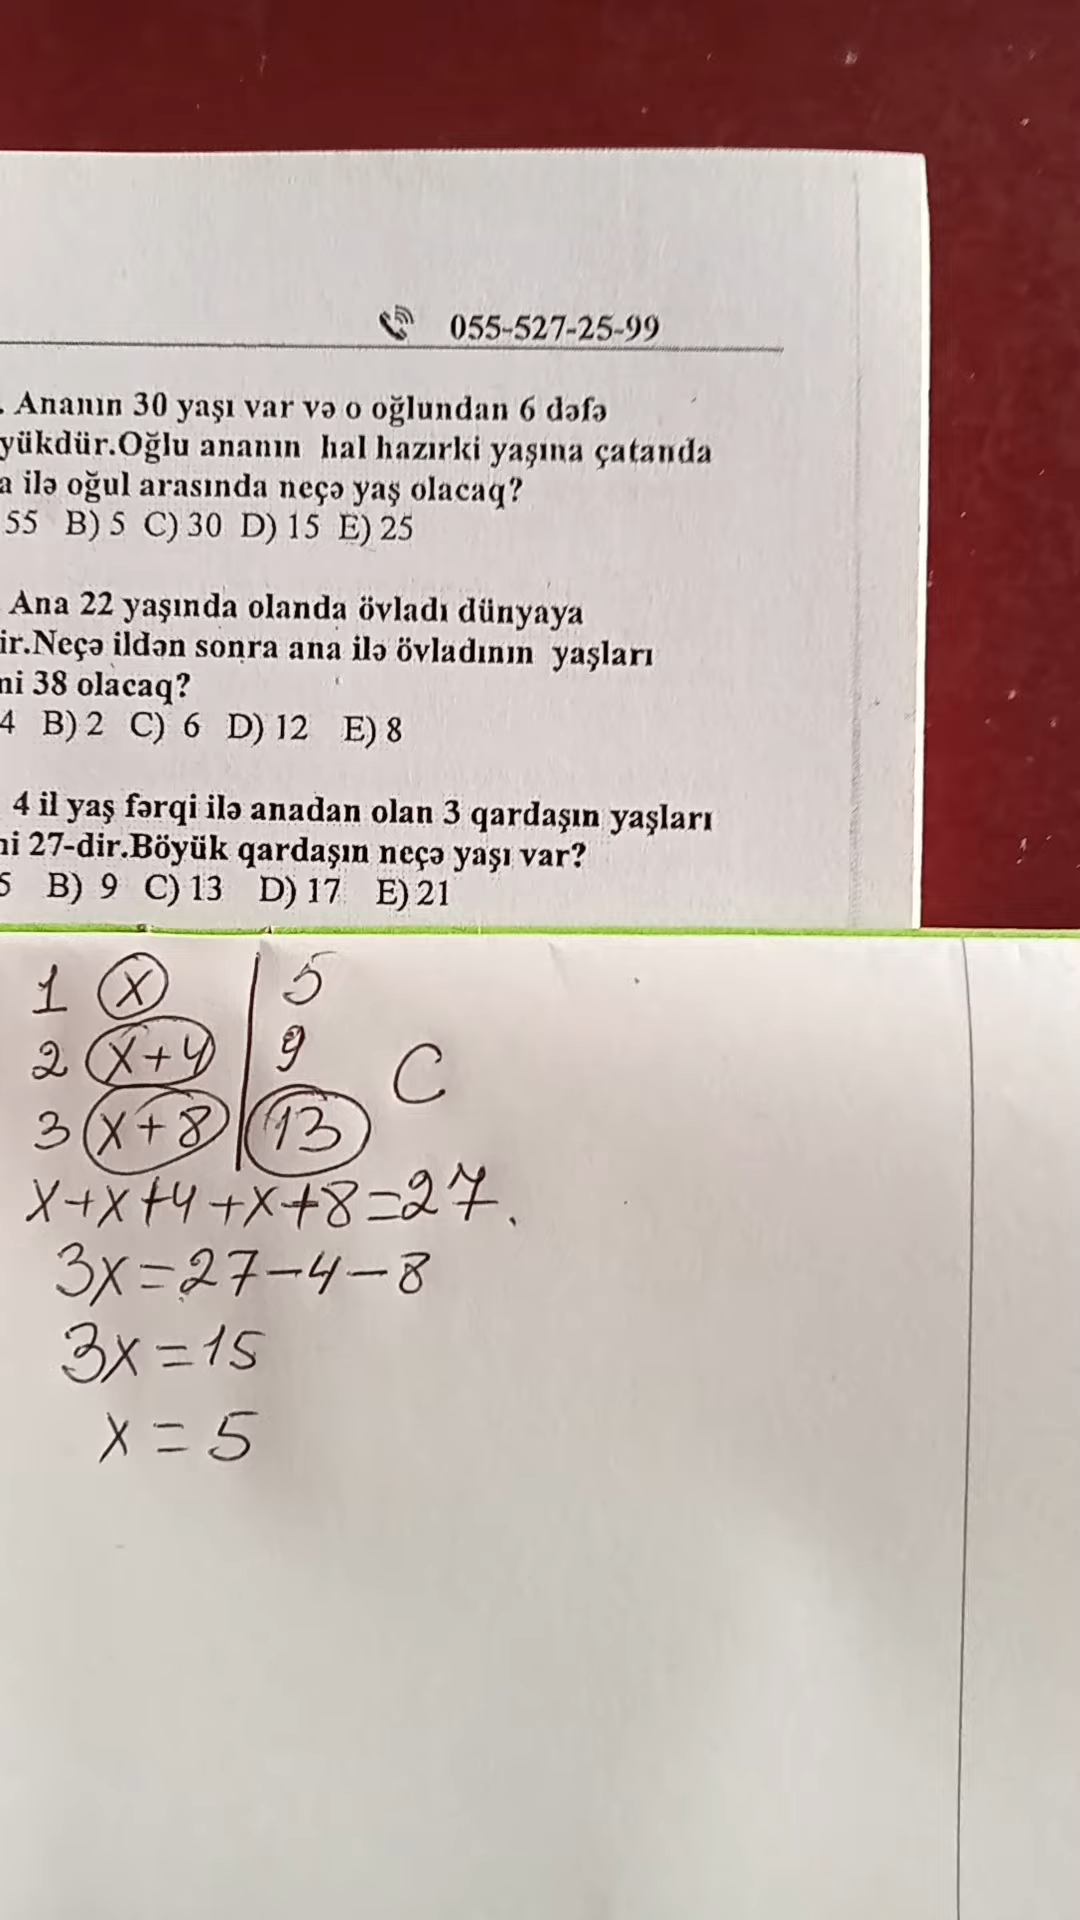 055-527-25-99
. Ananın 30 yaşı var və o oğlundan 6 dəfə
yükdür.Oğlu ananın hal hazırki yaşına çatanda
a ilə oğul arasında neçə yaş olacaq?
55 B) 5 C) 30 D) 15 E) 25
Ana 22 yaşında olanda övladı dünyaya
ir.Neçə ildən sonra ana ilə övladının yaşları
ni 38 olacaq?
4 B) 2 C) 6 D) 12 E) 8
4 il yaş fərqi ilə anadan olan 3 qardaşın yaşları
ni 27-dir.Böyük qardaşın neçə yaşı var?
5 B) 9 C) 13 D) 17 E) 21
1 x | 5
2 x+4 | 9 C
3 x+8 | 13
x+x+4+x+8=27.
3x=27-4-8
3x=15
x=5